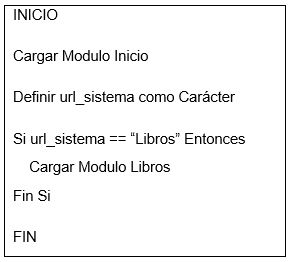 INICIO
Cargar Modulo Inicio
Definir url_sistema como Carácter
Si url_sistema == “Libros” Entonces
Cargar Modulo Libros
Fin Si
FIN